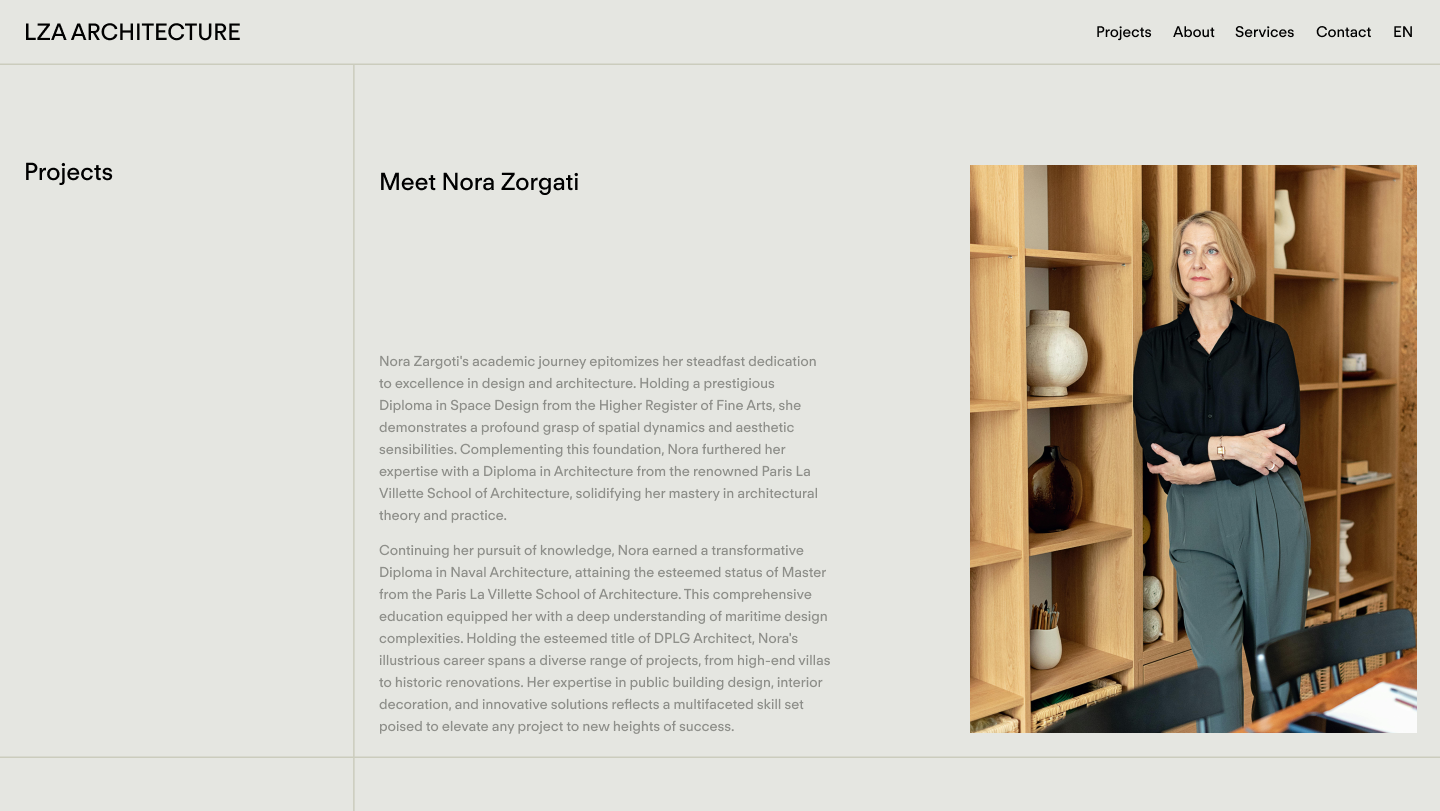 LZA ARCHITECTURE
Projects About Services Contact EN
Projects
Meet Nora Zorgati
Nora Zargoti's academic journey epitomizes her steadfast dedication
to excellence in design and architecture. Holding a prestigious
Diploma in Space Design from the Higher Register of Fine Arts, she
demonstrates a profound grasp of spatial dynamics and aesthetic
sensibilities. Complementing this foundation, Nora furthered her
expertise with a Diploma in Architecture from the renowned Paris La
Villette School of Architecture, solidifying her mastery in architectural
theory and practice.
Continuing her pursuit of knowledge, Nora earned a transformative
Diploma in Naval Architecture, attaining the esteemed status of Master
from the Paris La Villette School of Architecture. This comprehensive
education equipped her with a deep understanding of maritime design
complexities. Holding the esteemed title of DPLG Architect, Nora's
illustrious career spans a diverse range of projects, from high-end villas
to historic renovations. Her expertise in public building design, interior
decoration, and innovative solutions reflects a multifaceted skill set
poised to elevate any project to new heights of success.